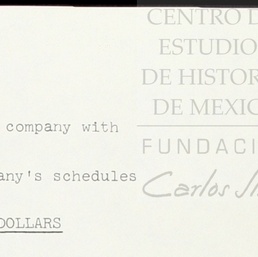 CENTRO D
ESTUDIO
DE HISTOR
DE MEXIC
FUNDACI
Carlos Sl
company with
any's schedules
DOLLARS